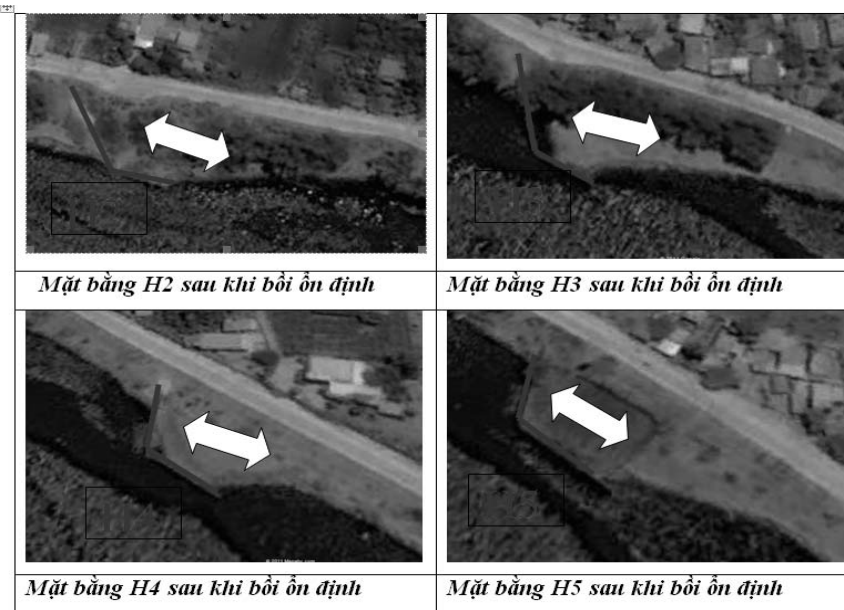 Mặt bằng H2 sau khi bồi ổn định
Mặt bằng H3 sau khi bồi ổn định
Mặt bằng H4 sau khi bồi ổn định
Mặt bằng H5 sau khi bồi ổn định